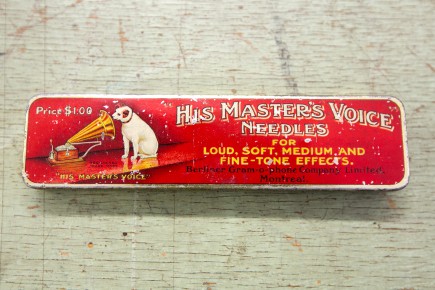 Price $1.00
"HIS MASTER'S VOICE"
HIS MASTER'S VOICE
NEEDLES
FOR
LOUD, SOFT, MEDIUM, AND
FINE-TONE EFFECTS.
Berliner Gram-o-phone Company, Limited,
Montreal